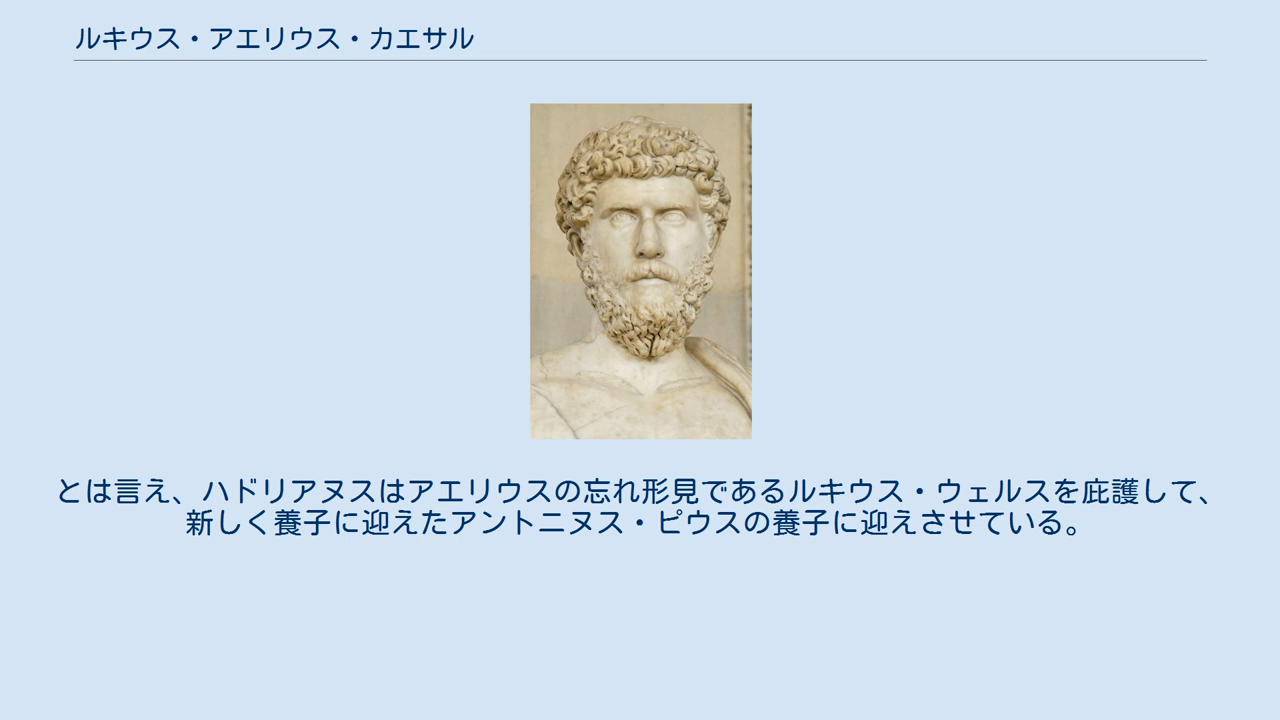 ルキウス・アエリウス・カエサル
とは言え、ハドリアヌスはアエリウスの忘れ形見であるルキウス・ウェルスを庇護して、
新しく養子に迎えたアントニヌス・ピウスの養子に迎えさせている。